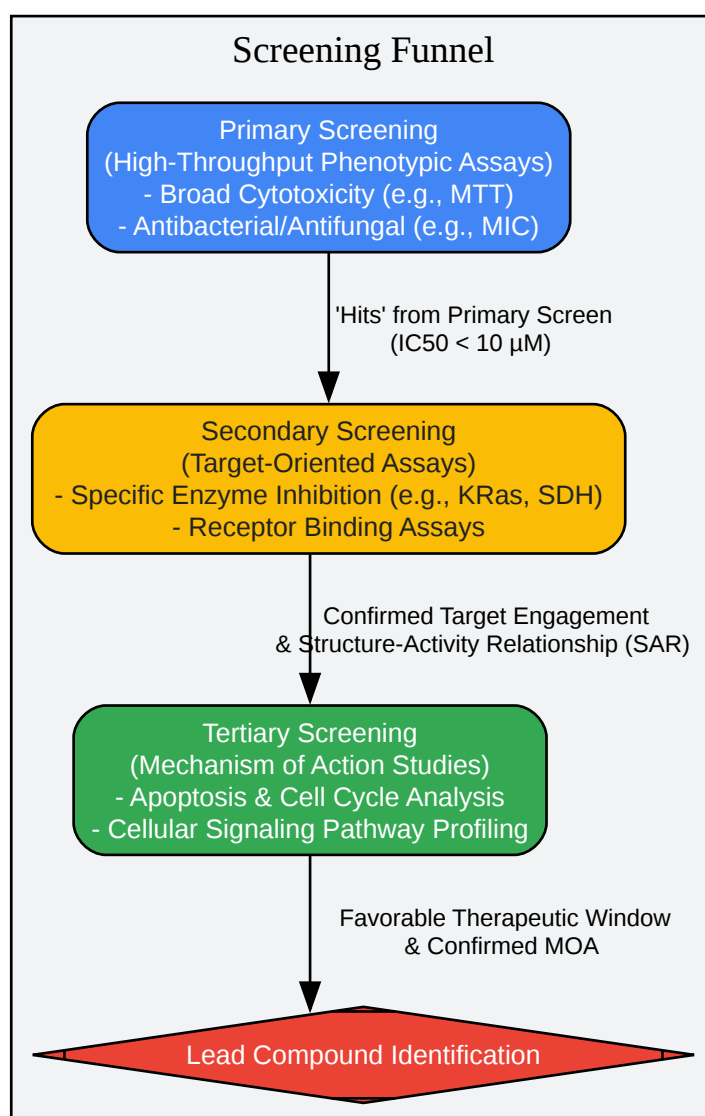 Screening Funnel
Primary Screening
(High-Throughput Phenotypic Assays)
- Broad Cytotoxicity (e.g., MTT)
- Antibacterial/Antifungal (e.g., MIC)
'Hits' from Primary Screen
(IC50 < 10 µM)
Secondary Screening
(Target-Oriented Assays)
- Specific Enzyme Inhibition (e.g., KRas, SDH)
- Receptor Binding Assays
Confirmed Target Engagement
& Structure-Activity Relationship (SAR)
Tertiary Screening
(Mechanism of Action Studies)
- Apoptosis & Cell Cycle Analysis
- Cellular Signaling Pathway Profiling
Favorable Therapeutic Window
& Confirmed MOA
Lead Compound Identification